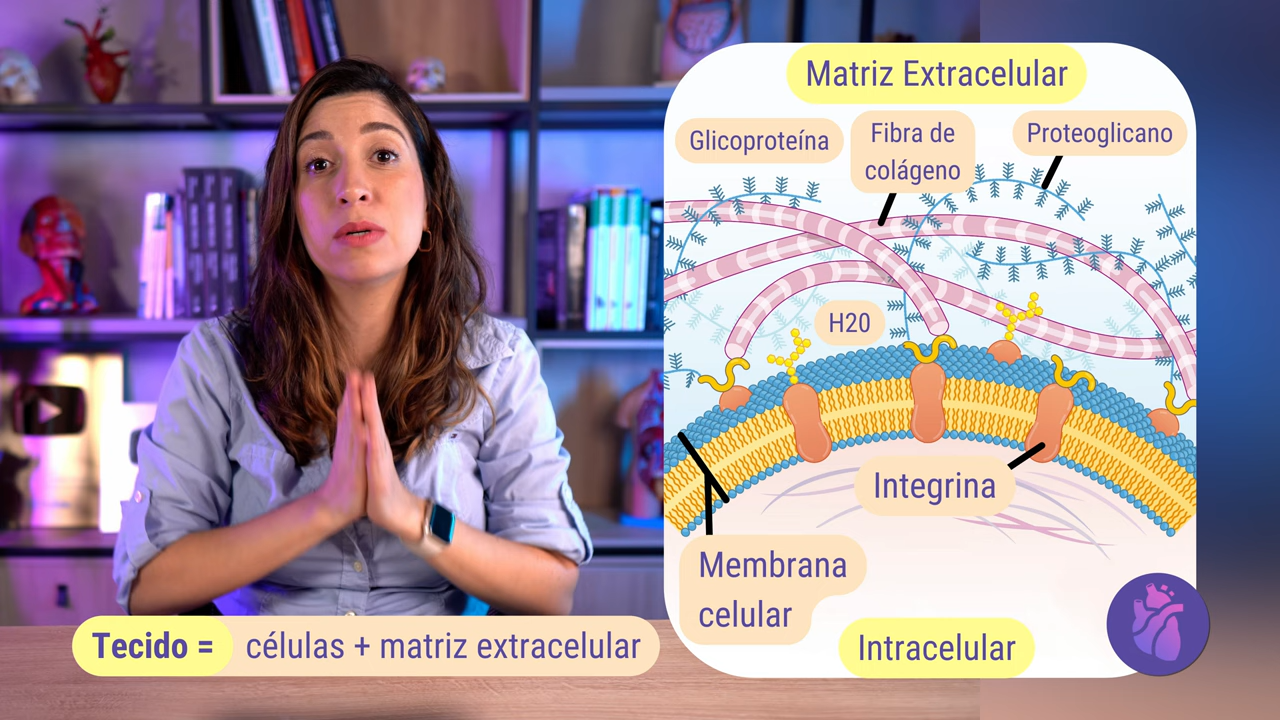 Matriz Extracelular
Glicoproteína
Fibra de
colágeno
Proteoglicano
H20
Integrina
Membrana
celular
Intracelular
Tecido = células + matriz extracelular